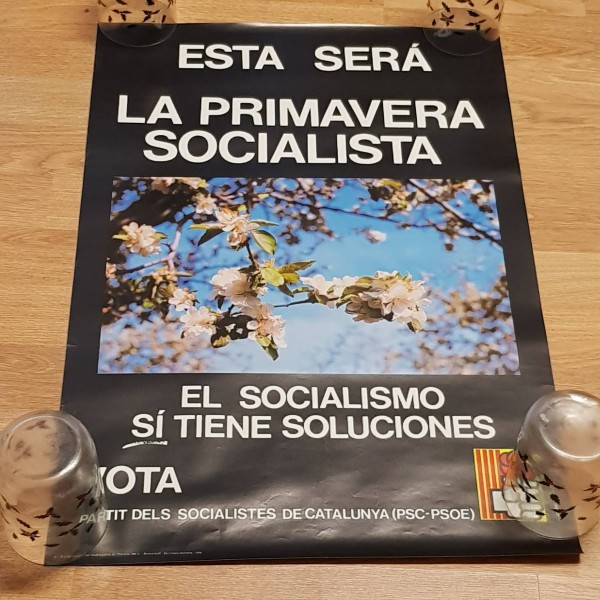 ESTA SERÁ
LA PRIMAVERA
SOCIALISTA
EL SOCIALISMO
SÍ TIENE SOLUCIONES
VOTA
PARTIT DELS SOCIALISTES DE CATALUNYA (PSC-PSOE)